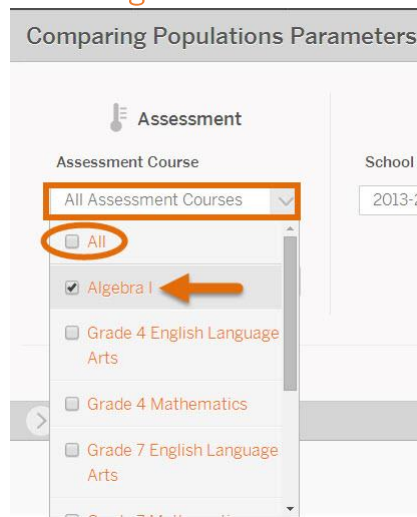 Comparing Populations Parameters
Assessment
Assessment Course
School
All Assessment Courses
2013-
All
Algebra I
Grade 4 English Language
Arts
Grade 4 Mathematics
Grade 7 English Language
Arts